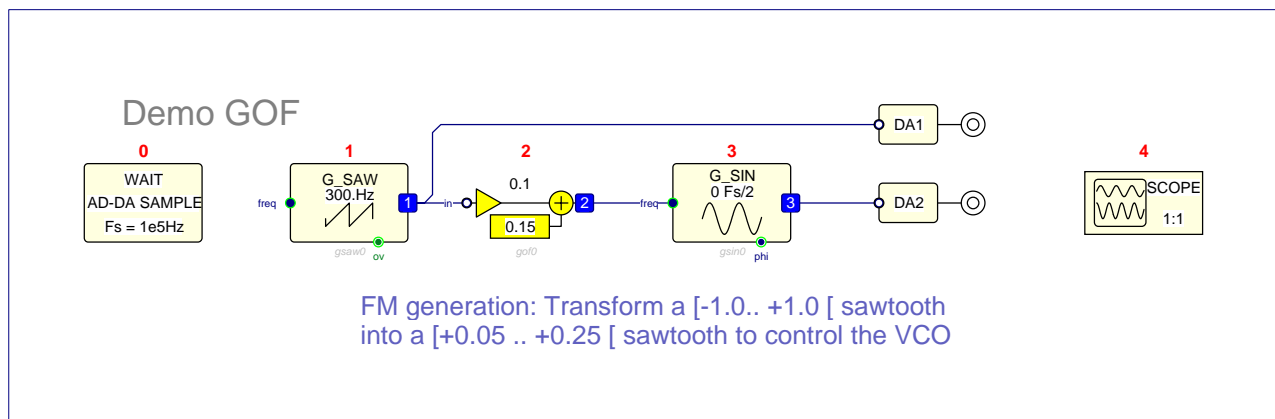 Demo GOF
0
1
2
3
4
WAIT
AD-DA SAMPLE
Fs = 1e5Hz
freq
G_SAW
300.Hz
1
gsaw0
ov
in
0.1
0.15
2
gof0
freq
G_SIN
0 Fs/2
3
gsin0
phi
DA1
DA2
SCOPE
1:1
FM generation: Transform a [-1.0.. +1.0 [ sawtooth
into a [+0.05 .. +0.25 [ sawtooth to control the VCO